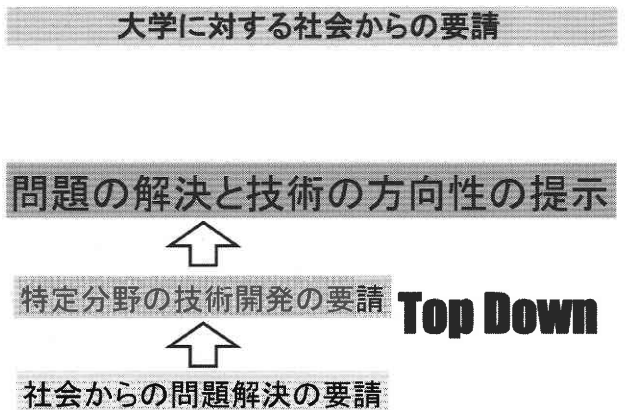 大学に対する社会からの要請
問題の解決と技術の方向性の提示
特定分野の技術開発の要請
Top Down
社会からの問題解決の要請